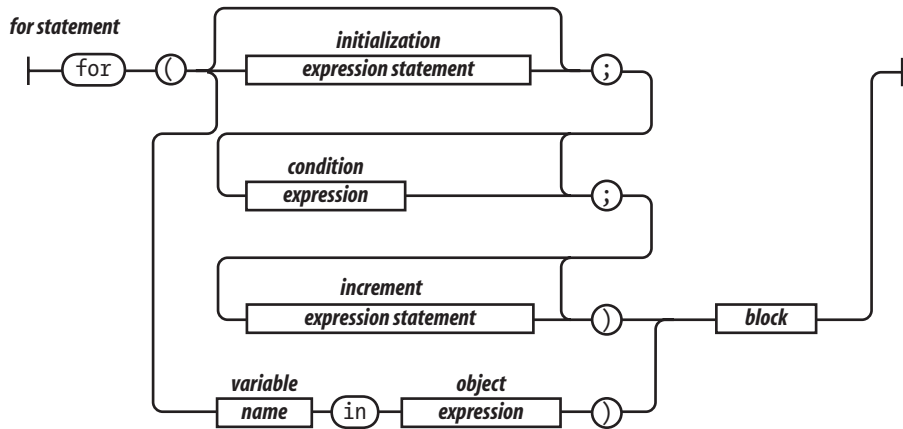 for statement
initialization
for ( expression statement ;
condition
expression ;
increment
expression statement ) block
variable object
name in expression )